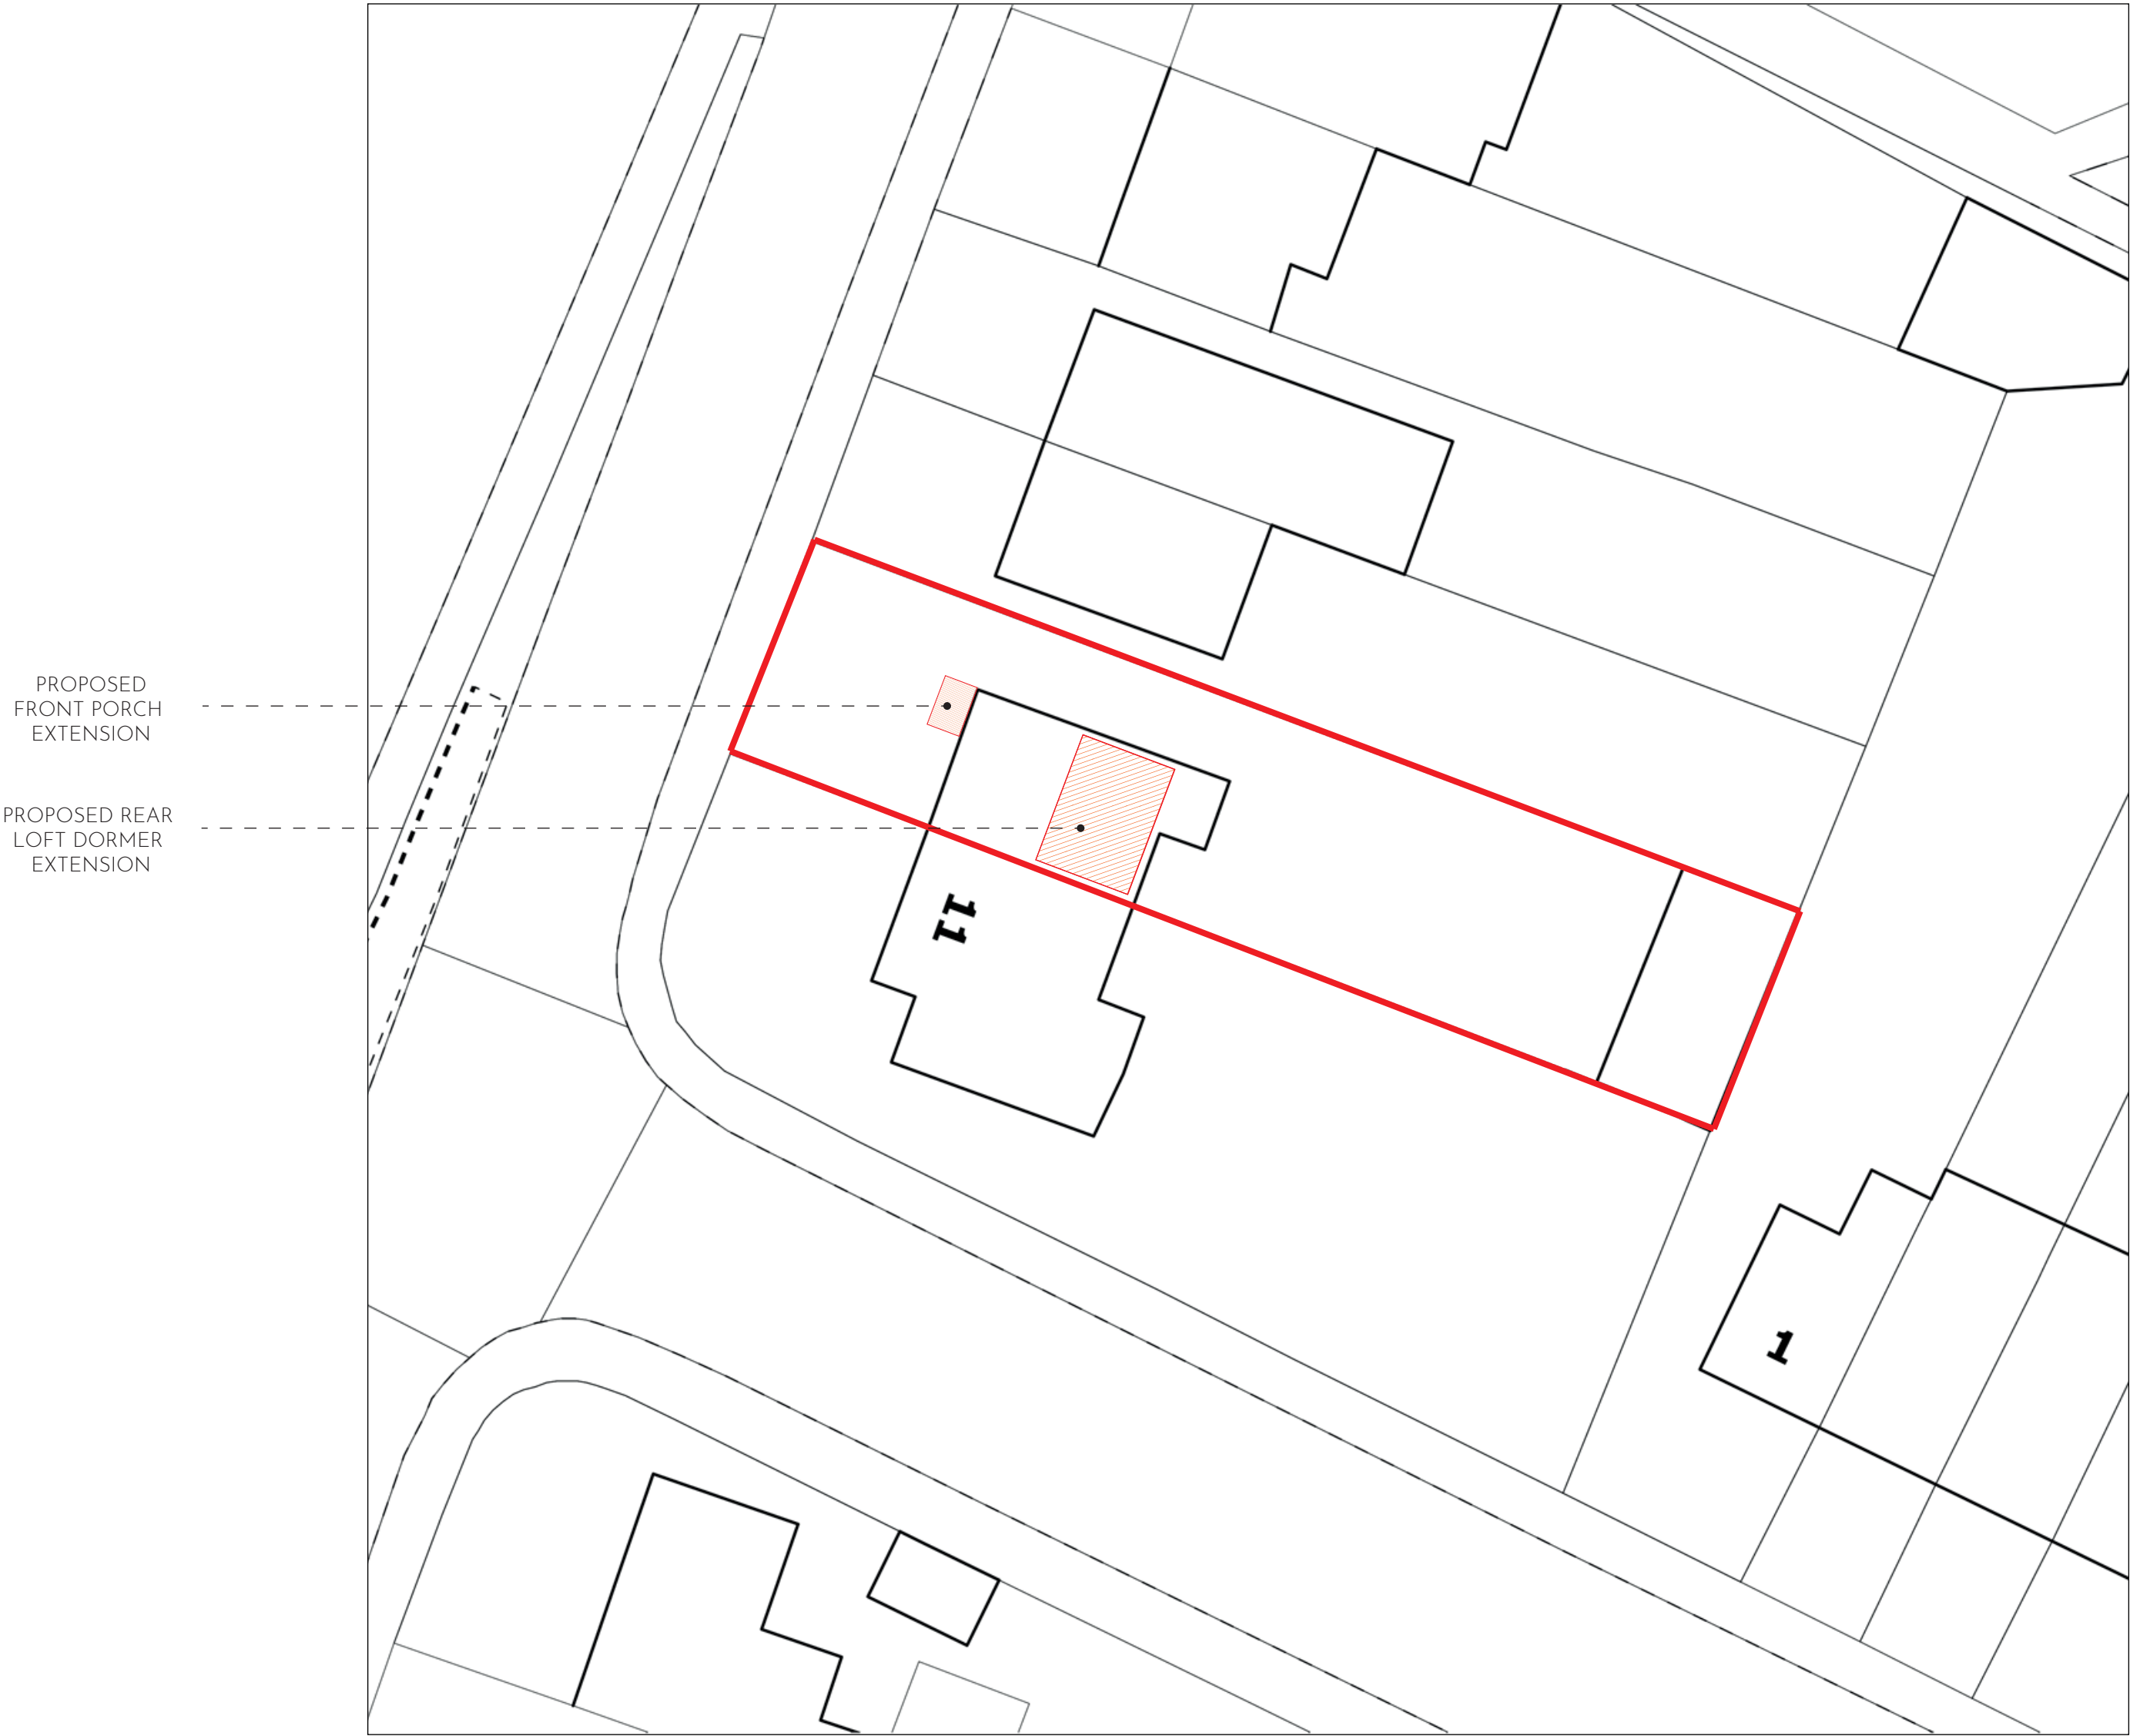 PROPOSED
FRONT PORCH
EXTENSION
PROPOSED REAR
LOFT DORMER
EXTENSION
11
1